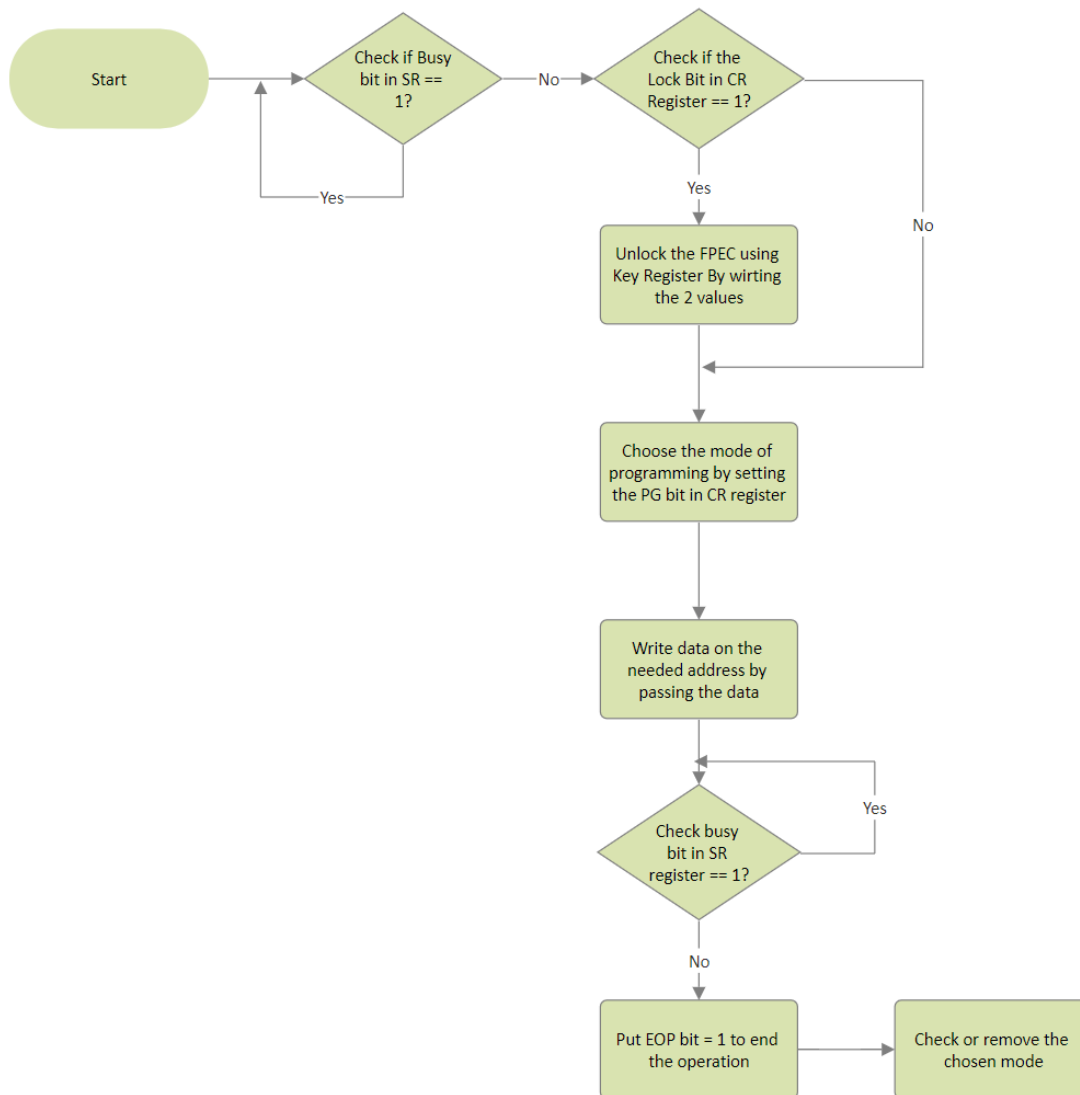 Start
Check if Busy
bit in SR ==
1?
No
Check if the
Lock Bit in CR
Register == 1?
Yes
Yes
No
Unlock the FPEC using
Key Register By wirting
the 2 values
Choose the mode of
programming by setting
the PG bit in CR register
Write data on the
needed address by
passing the data
Yes
Check busy
bit in SR
register == 1?
No
Put EOP bit = 1 to end
the operation
Check or remove the
chosen mode